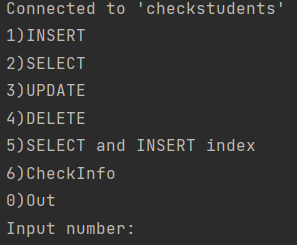 Connected to 'checkstudents'
1)INSERT
2)SELECT
3)UPDATE
4)DELETE
5)SELECT and INSERT index
6)CheckInfo
0)Out
Input number: